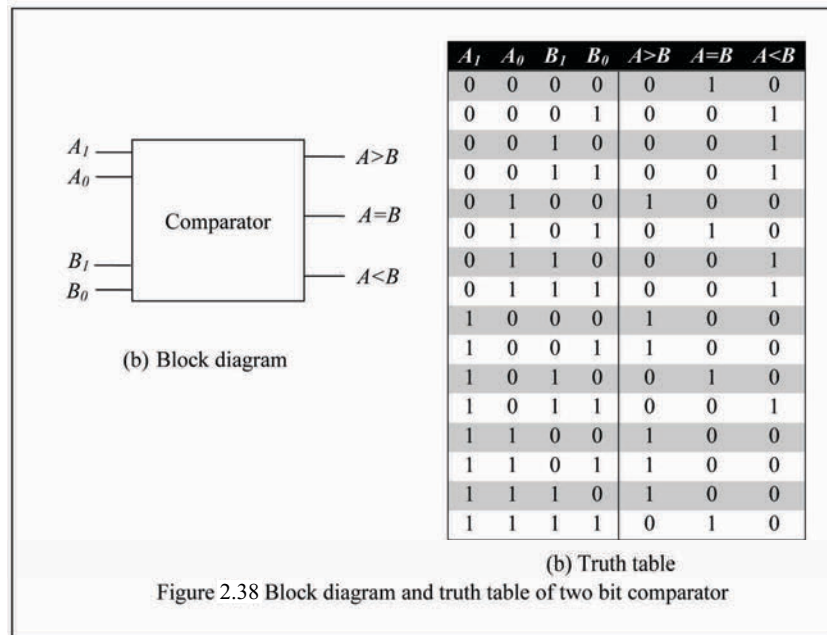 A1
A0
B1
B0
Comparator
A>B
A=B
A<B
(b) Block diagram
A1 A0 B1 B0 A>B A=B A<B
0 0 0 0 0 1 0
0 0 0 1 0 0 1
0 0 1 0 0 0 1
0 0 1 1 0 0 1
0 1 0 0 1 0 0
0 1 0 1 0 1 0
0 1 1 0 0 0 1
0 1 1 1 0 0 1
1 0 0 0 1 0 0
1 0 0 1 1 0 0
1 0 1 0 0 1 0
1 0 1 1 0 0 1
1 1 0 0 1 0 0
1 1 0 1 1 0 0
1 1 1 0 1 0 0
1 1 1 1 0 1 0
(b) Truth table
Figure 2.38 Block diagram and truth table of two bit comparator